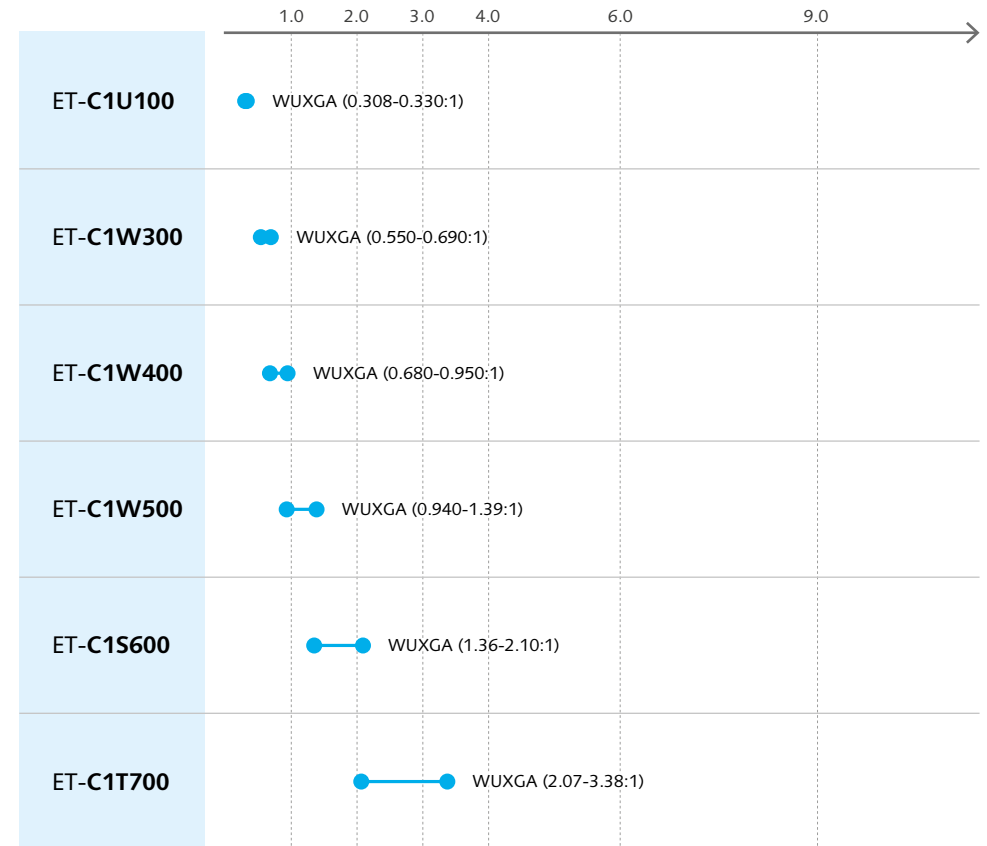 1.0 2.0 3.0 4.0 6.0 9.0
ET-C1U100 WUXGA (0.308-0.330:1)
ET-C1W300 WUXGA (0.550-0.690:1)
ET-C1W400 WUXGA (0.680-0.950:1)
ET-C1W500 WUXGA (0.940-1.39:1)
ET-C1S600 WUXGA (1.36-2.10:1)
ET-C1T700 WUXGA (2.07-3.38:1)